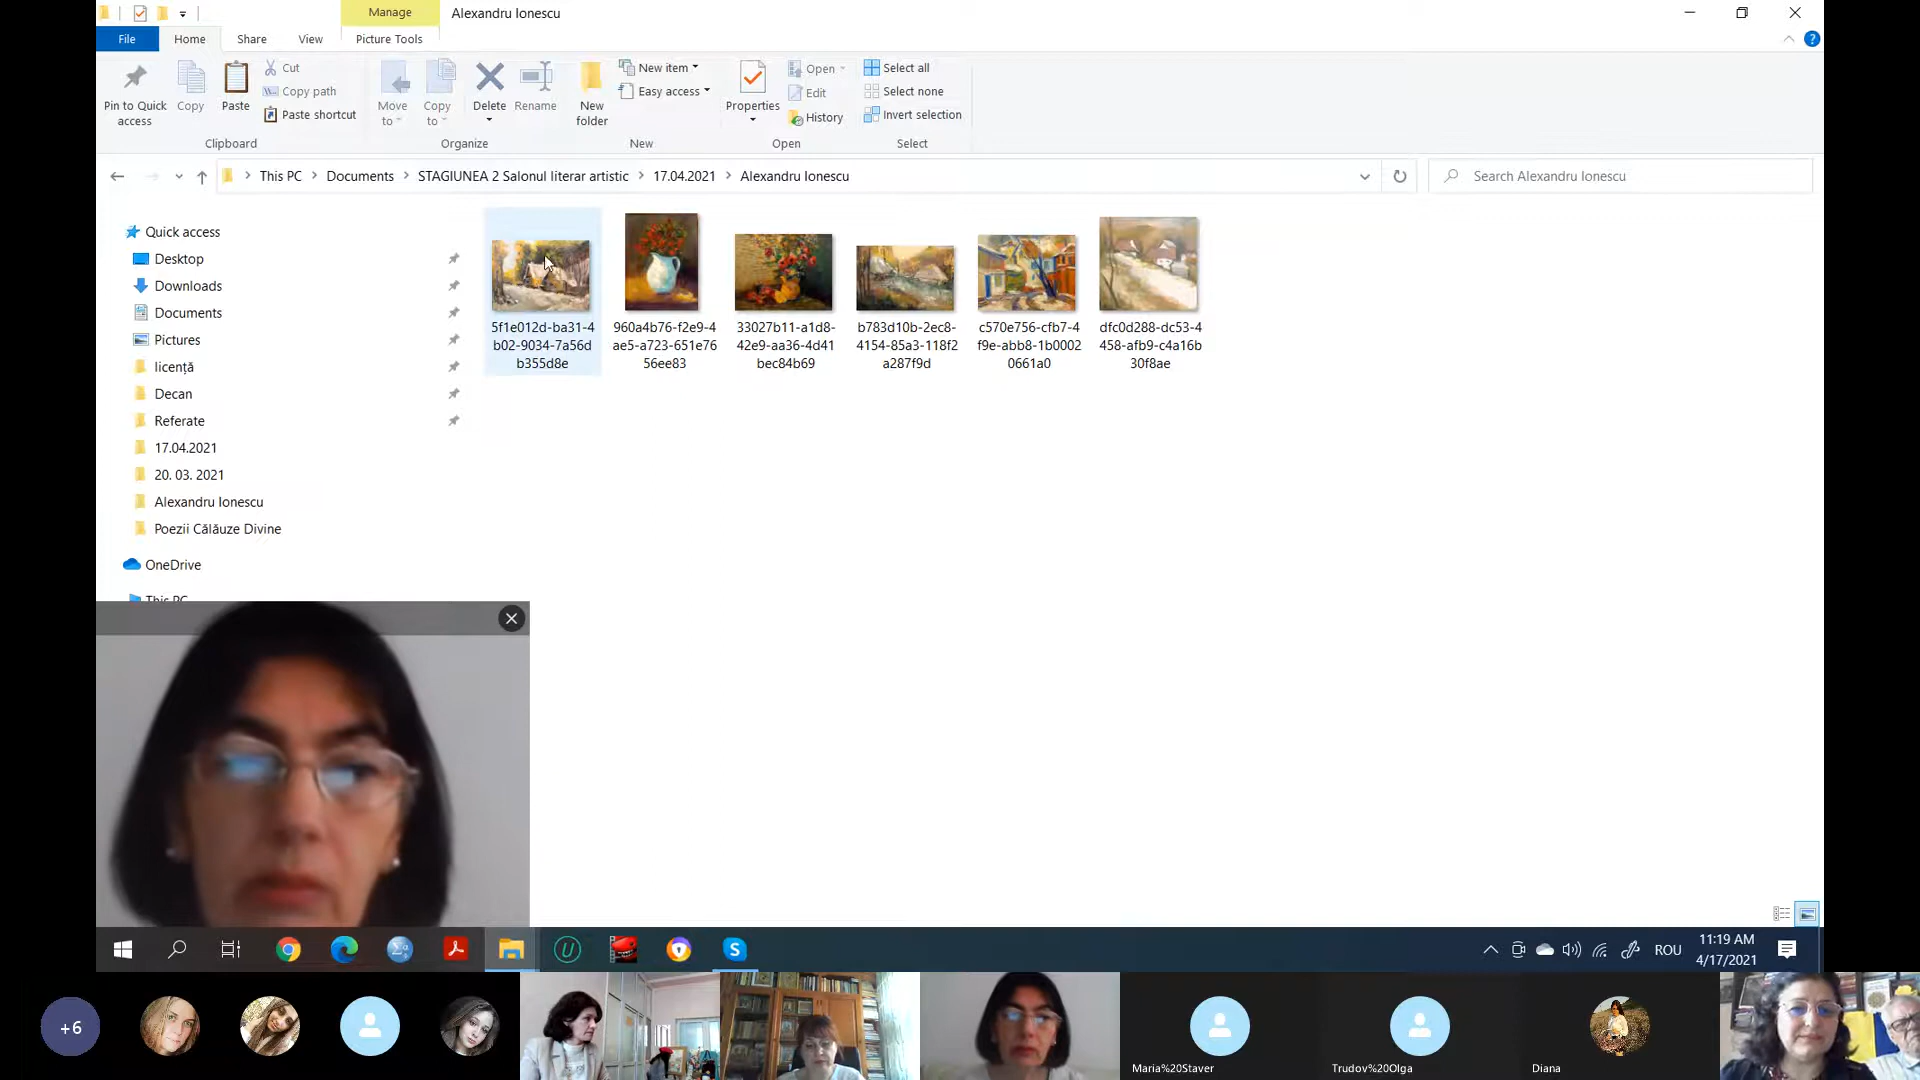 Manage
Alexandru Ionescu
File
Home
Share
View
Picture Tools
Pin to Quick access
Copy
Paste
Cut
Copy path
Paste shortcut
Clipboard
Move to
Copy to
Delete
Rename
Organize
New folder
New item
Easy access
New
Properties
Open
Edit
History
Open
Select all
Select none
Invert selection
Select
This PC
Documents
STAGIUNEA 2 Salonul literar artistic
17.04.2021
Alexandru Ionescu
Search Alexandru Ionescu
Quick access
Desktop
Downloads
Documents
Pictures
licență
Decan
Referate
17.04.2021
20. 03. 2021
Alexandru Ionescu
Poezii Călăuze Divine
OneDrive
This PC
5f1e012d-ba31-4
b02-9034-7a56d
b355d8e
960a4b76-f2e9-4
ae5-a723-651e76
56ee83
33027b11-a1d8-
42e9-aa36-4d41
bec84b69
b783d10b-2ec8-
4154-85a3-118f2
a287f9d
c570e756-cfb7-4
f9e-abb8-1b0002
0661a0
dfc0d288-dc53-4
458-afb9-c4a16b
30f8ae
ROU
11:19 AM
4/17/2021
+6
Maria%20Staver
Trudov%20Olga
Diana